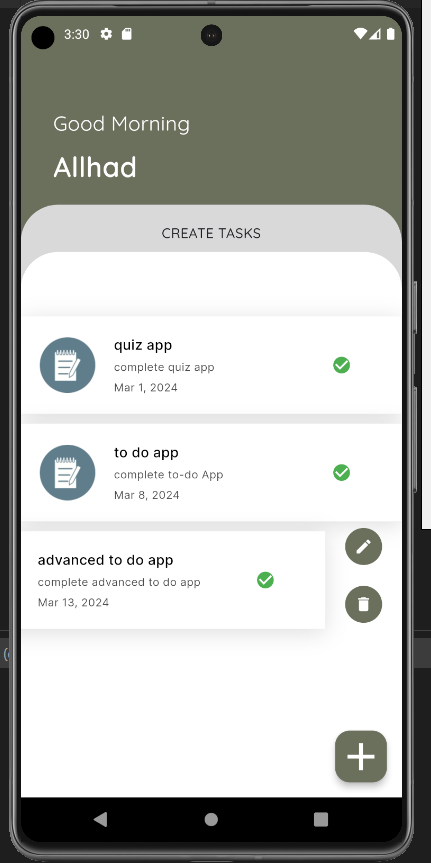 3:30
Good Morning
Allhad
CREATE TASKS
quiz app
complete quiz app
Mar 1, 2024
to do app
complete to-do App
Mar 8, 2024
advanced to do app
complete advanced to do app
Mar 13, 2024